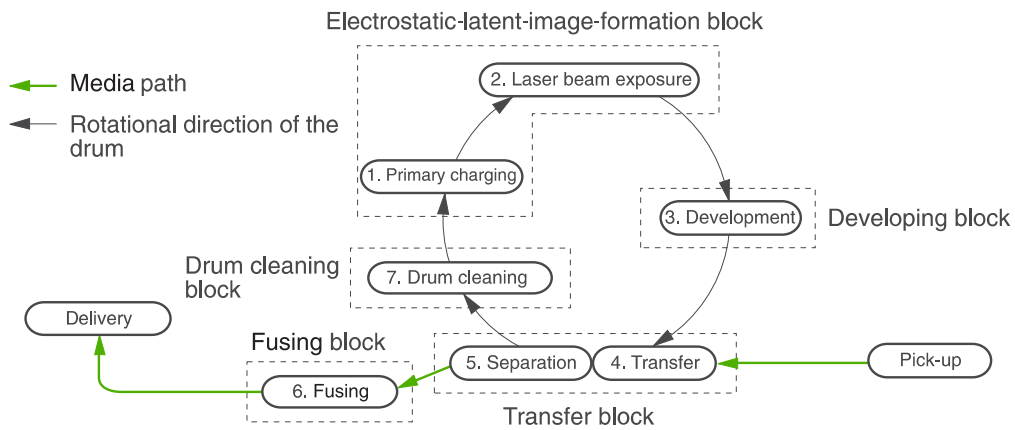 Electrostatic-latent-image-formation block
Media path
Rotational direction of the
drum
2. Laser beam exposure
1. Primary charging
3. Development
Developing block
Drum cleaning
block
7. Drum cleaning
Delivery
Fusing block
6. Fusing
5. Separation
4. Transfer
Pick-up
Transfer block